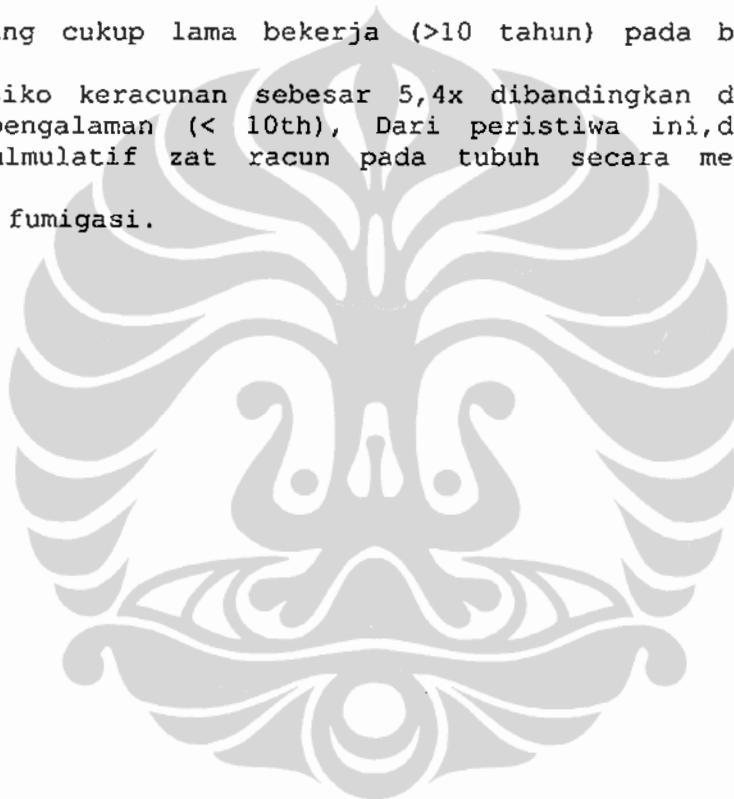 ng cukup lama bekerja (>10 tahun) pada b
siko keracunan sebesar 5,4x dibandingkan d
pengalaman (< 10th), Dari peristiwa ini,d
ulmulatif zat racun pada tubuh secara me
fumigasi.